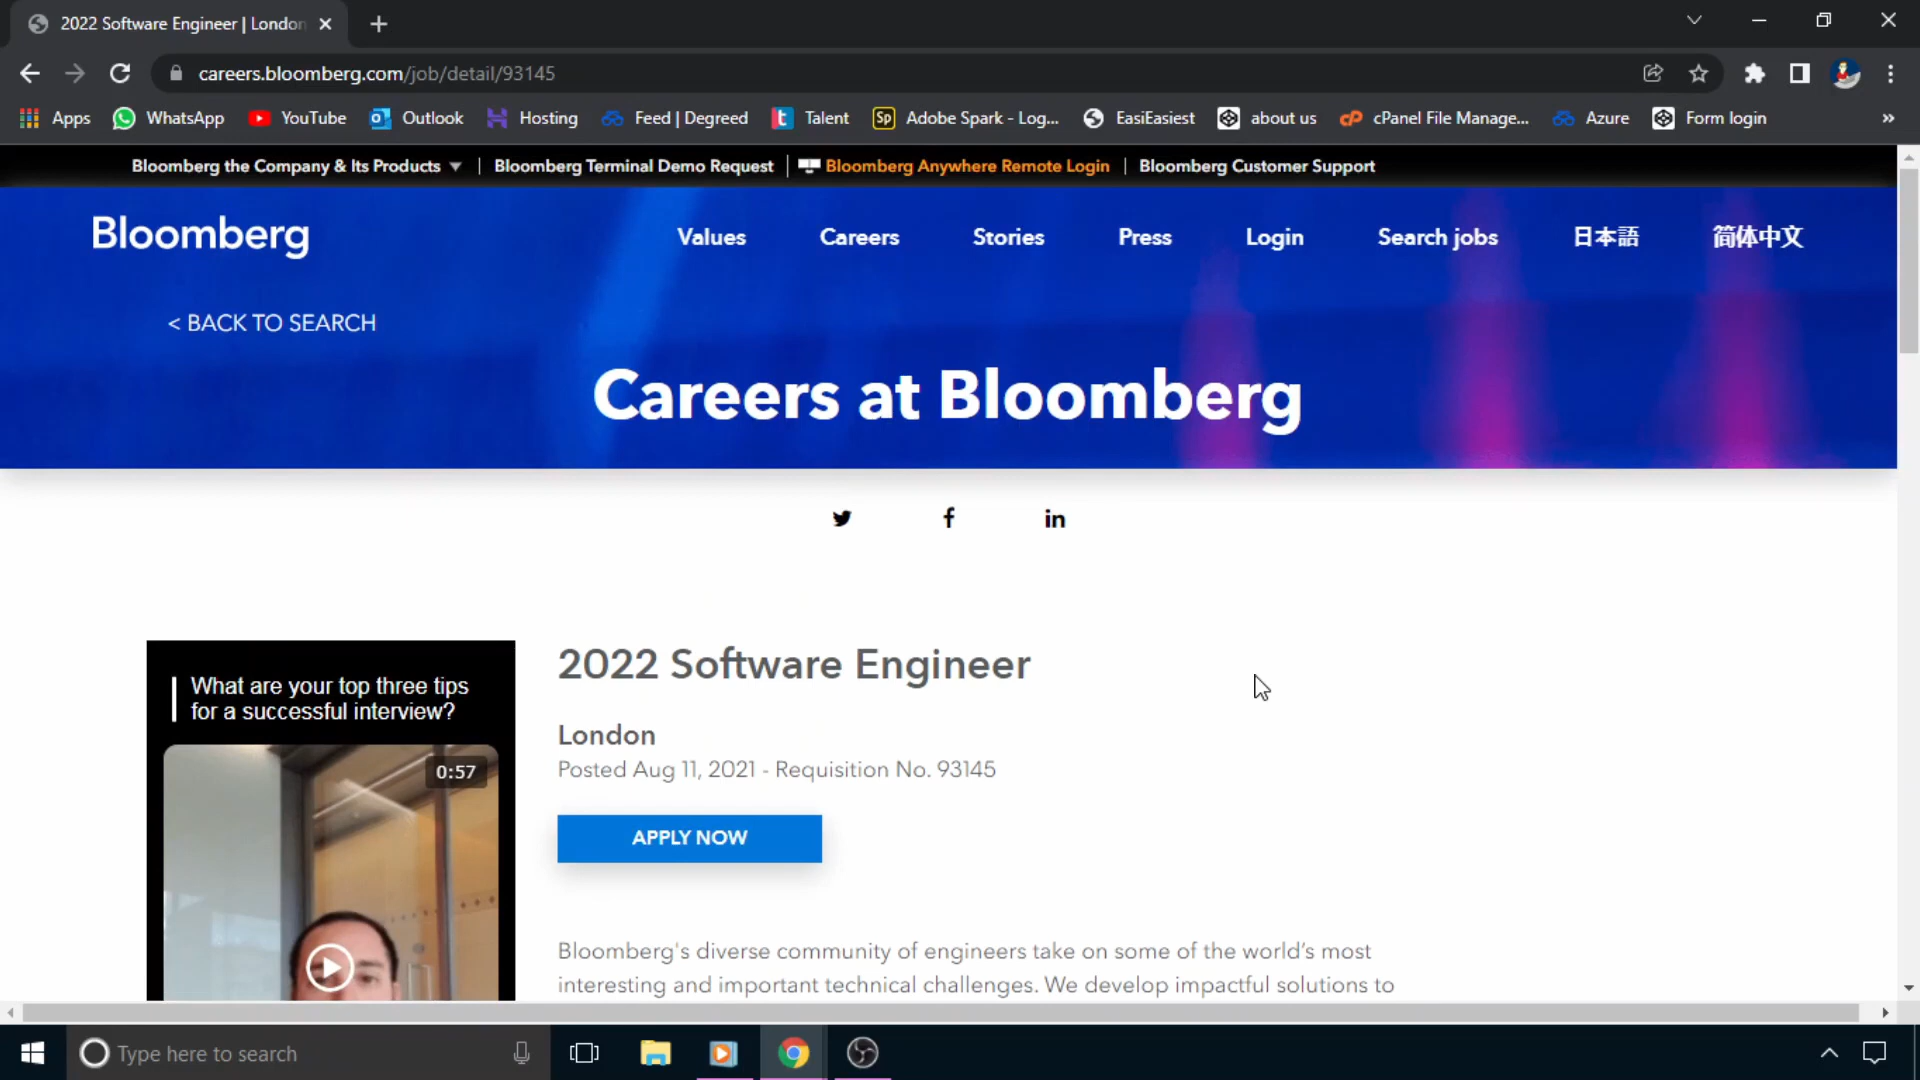 2022 Software Engineer | London
careers.bloomberg.com/job/detail/93145
Apps WhatsApp YouTube Outlook Hosting Feed | Degreed Talent Adobe Spark - Log... EasiEasiest about us cPanel File Manage... Azure Form login »
Bloomberg the Company & Its Products ▼ | Bloomberg Terminal Demo Request | Bloomberg Anywhere Remote Login | Bloomberg Customer Support
Bloomberg Values Careers Stories Press Login Search jobs 日本語 简体中文
< BACK TO SEARCH
Careers at Bloomberg
What are your top three tips
for a successful interview?
0:57
2022 Software Engineer
London
Posted Aug 11, 2021 - Requisition No. 93145
APPLY NOW
Bloomberg's diverse community of engineers take on some of the world’s most
interesting and important technical challenges. We develop impactful solutions to
Type here to search